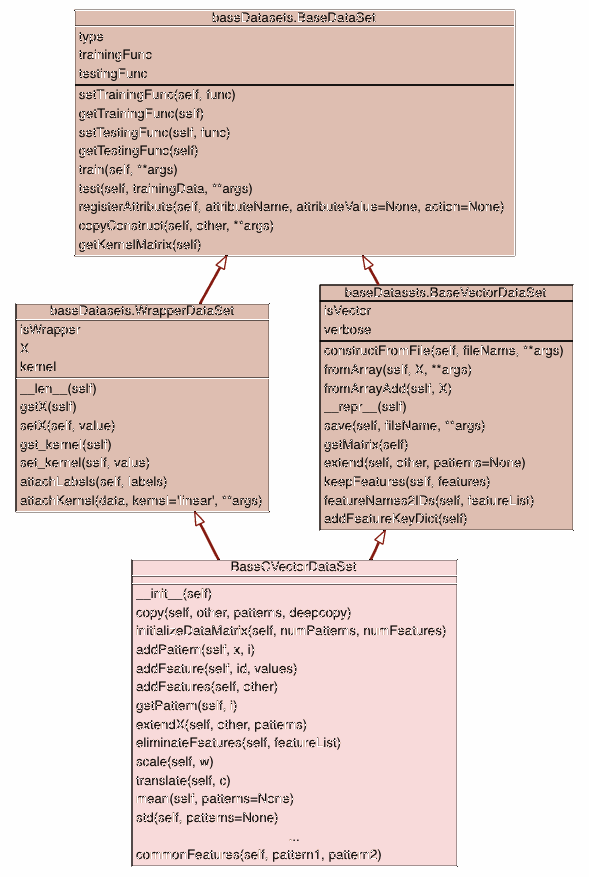 baseDatasets.BaseDataSet
type
trainingFunc
testingFunc
setTrainingFunc(self, func)
getTrainingFunc(self)
setTestingFunc(self, func)
getTestingFunc(self)
train(self, **args)
test(self, trainingData, **args)
registerAttribute(self, attributeName, attributeValue=None, action=None)
copyConstruct(self, other, **args)
getKernelMatrix(self)
baseDatasets.WrapperDataSet
isWrapper
X
kernel
__len__(self)
getX(self)
setX(self, value)
get_kernel(self)
set_kernel(self, value)
attachLabels(self, labels)
attachKernel(data, kernel='linear', **args)
baseDatasets.BaseVectorDataSet
isVector
verbose
constructFromFile(self, fileName, **args)
fromArray(self, X, **args)
fromArrayAdd(self, X)
__repr__(self)
save(self, fileName, **args)
getMatrix(self)
extend(self, other, patterns=None)
keepFeatures(self, features)
featureNames2IDs(self, featureList)
addFeatureKeyDict(self)
BaseCVectorDataSet
__init__(self)
copy(self, other, patterns, deepcopy)
initializeDataMatrix(self, numPatterns, numFeatures)
addPattern(self, x, i)
addFeature(self, id, values)
addFeatures(self, other)
getPattern(self, i)
extendX(self, other, patterns)
eliminateFeatures(self, featureList)
scale(self, w)
translate(self, c)
mean(self, patterns=None)
std(self, patterns=None)
...
commonFeatures(self, pattern1, pattern2)